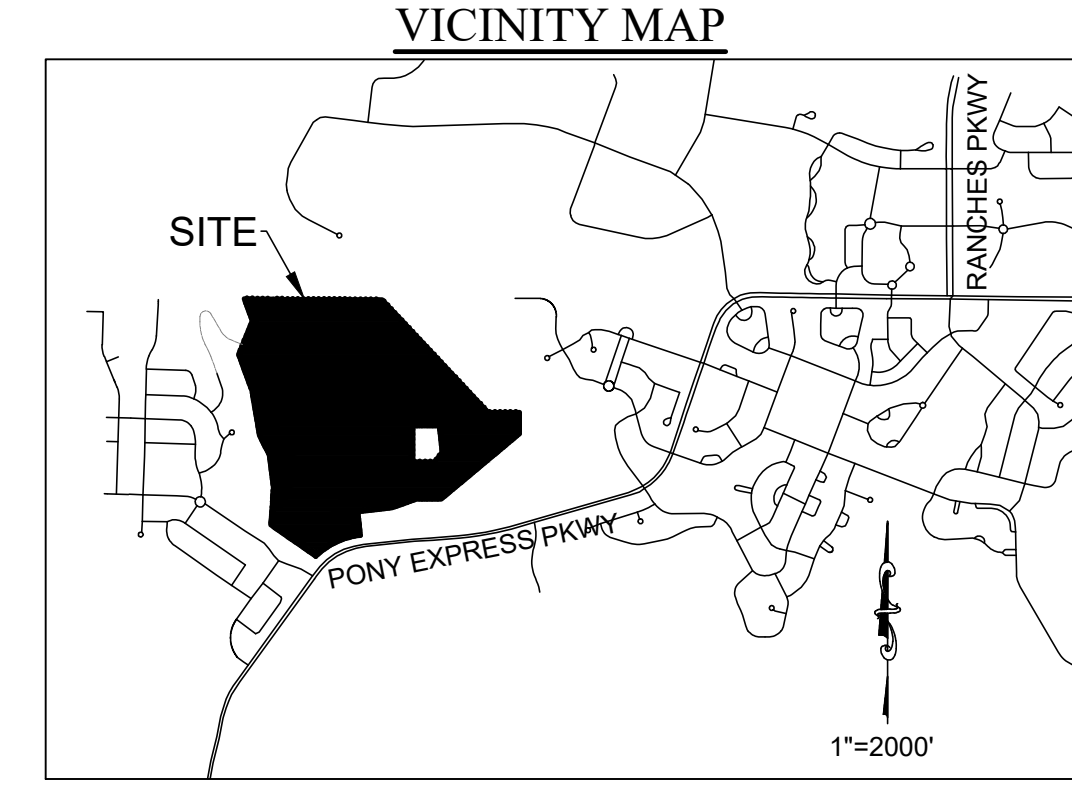 VICINITY MAP
RANCHES PKWY
SITE
PONY EXPRESS PKWY
1"=2000'